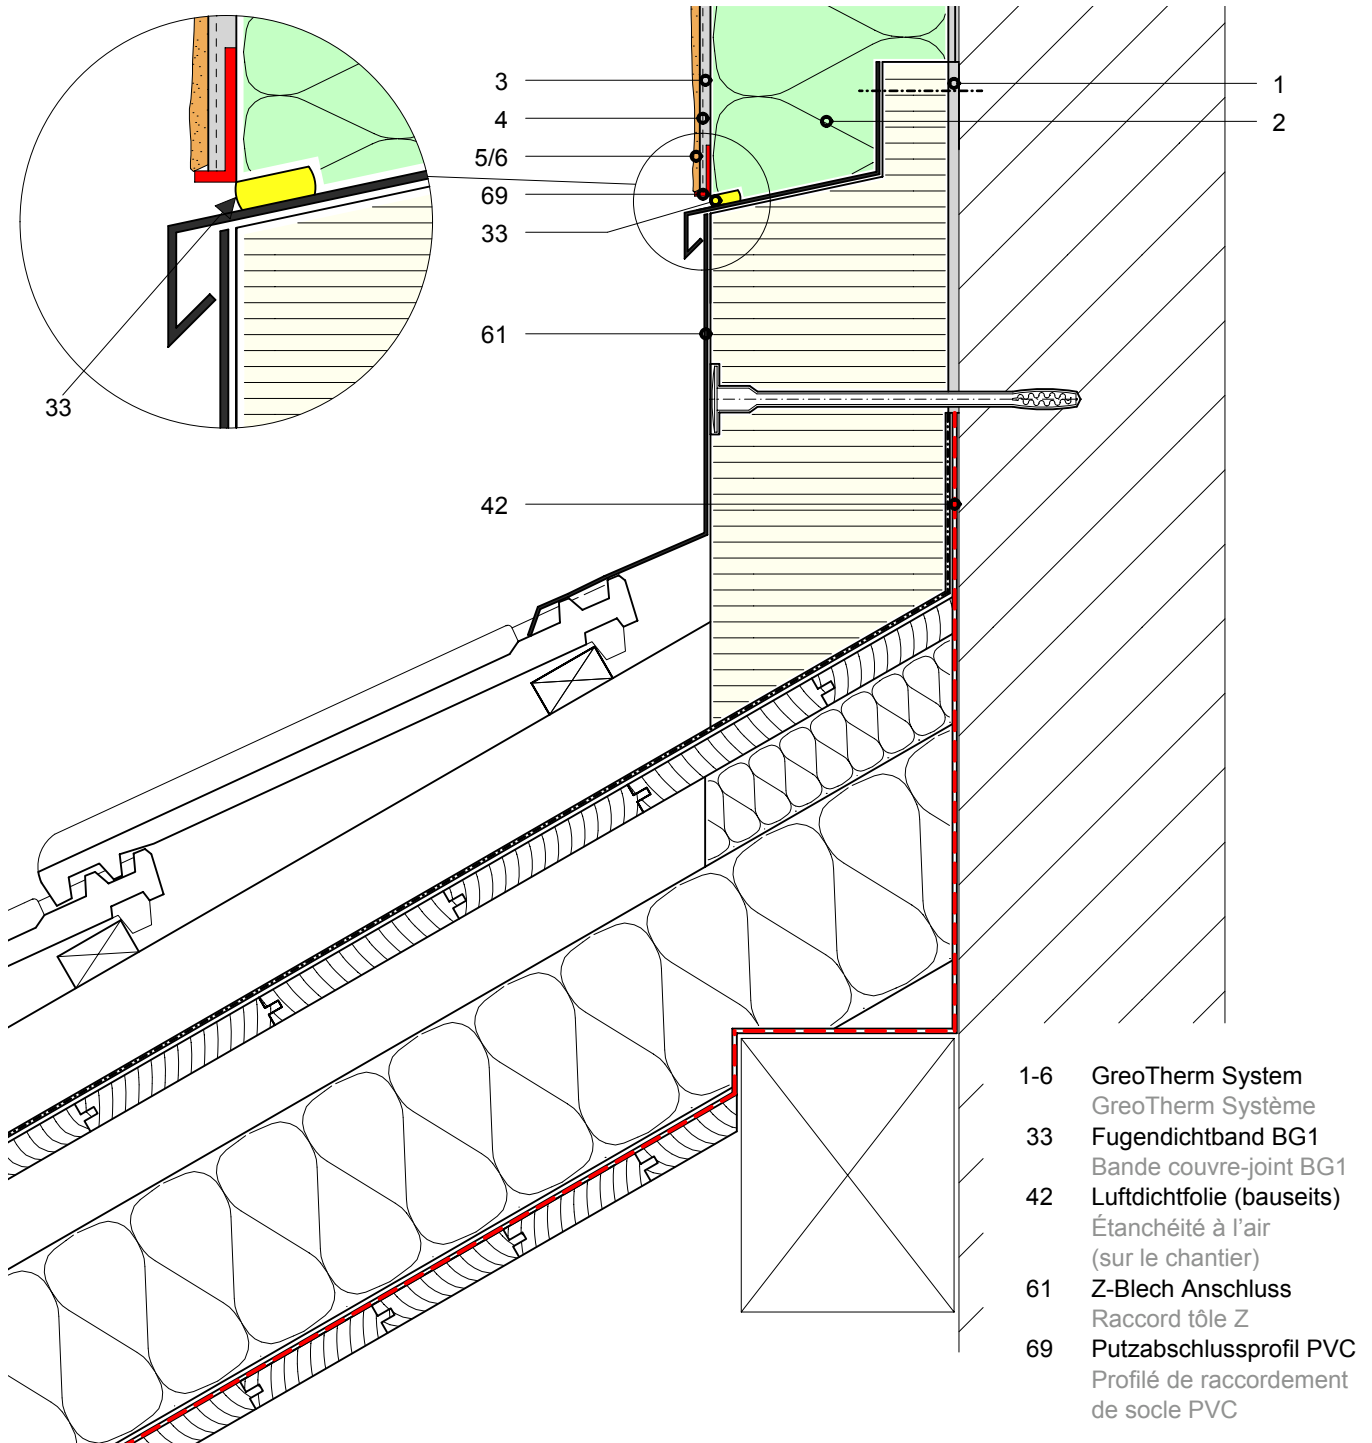 3
4
5/6
69
33
61
42
1
2
33
1-6 GreoTherm System
GreoTherm Système
33 Fugendichtband BG1
Bande couvre-joint BG1
42 Luftdichtfolie (bauseits)
Étanchéité à l'air
(sur le chantier)
61 Z-Blech Anschluss
Raccord tôle Z
69 Putzabschlussprofil PVC
Profilé de raccordement
de socle PVC